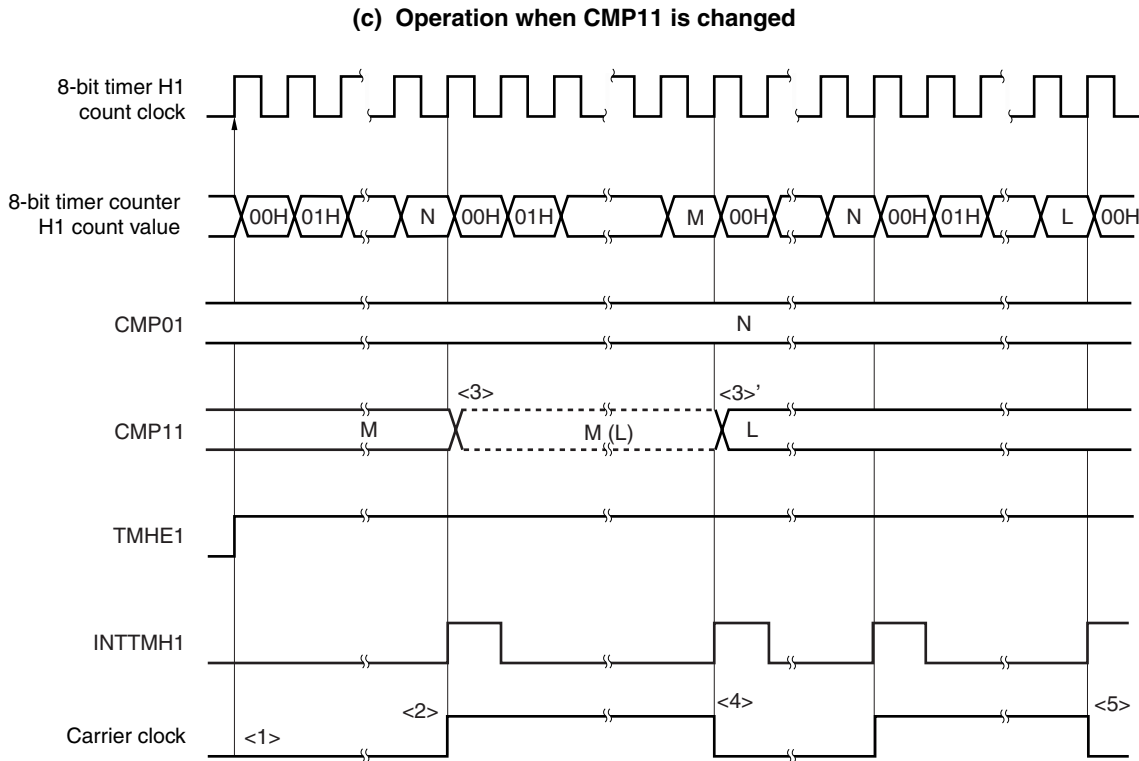 (c) Operation when CMP11 is changed
8-bit timer H1
count clock
8-bit timer counter
H1 count value
00H 01H N 00H 01H M 00H N 00H 01H L 00H
CMP01
N
<3> <3>’
CMP11
M M (L) L
TMHE1
INTTMH1
<2> <4> <5>
Carrier clock
<1>